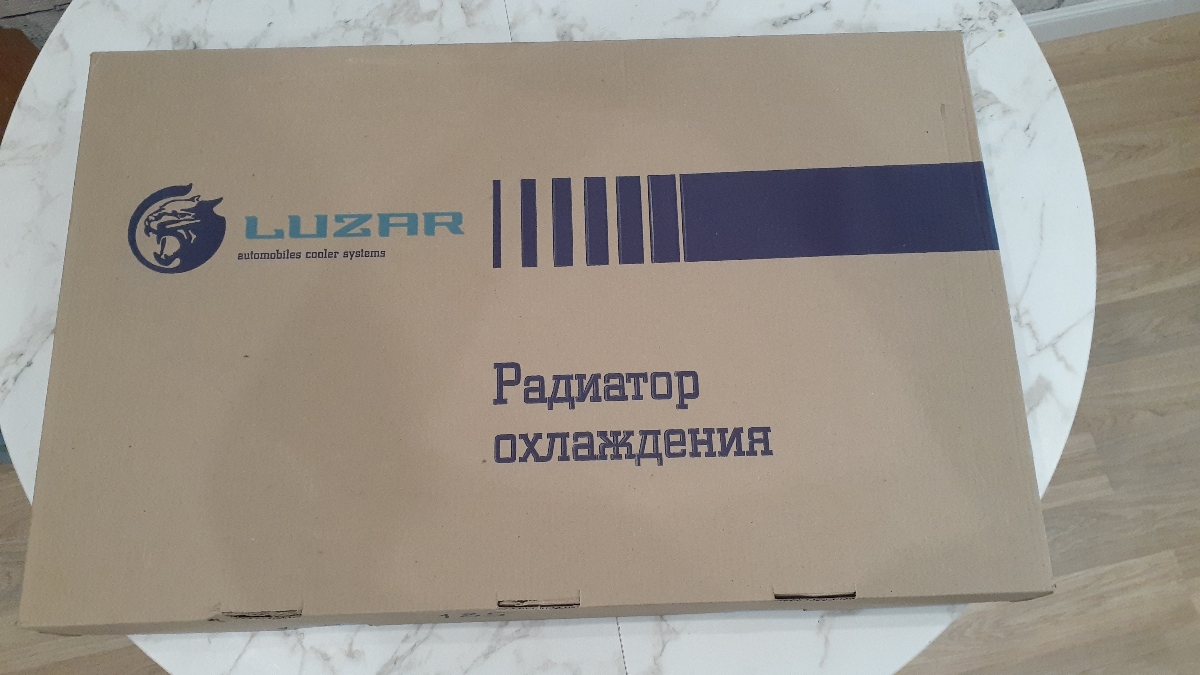 LUZAR
automobiles cooler systems
Радиатор
охлаждения